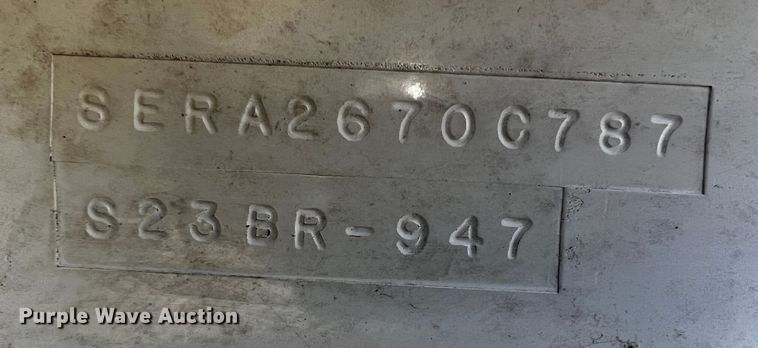 SERA2670C787
S23BR-947
Purple Wave Auction